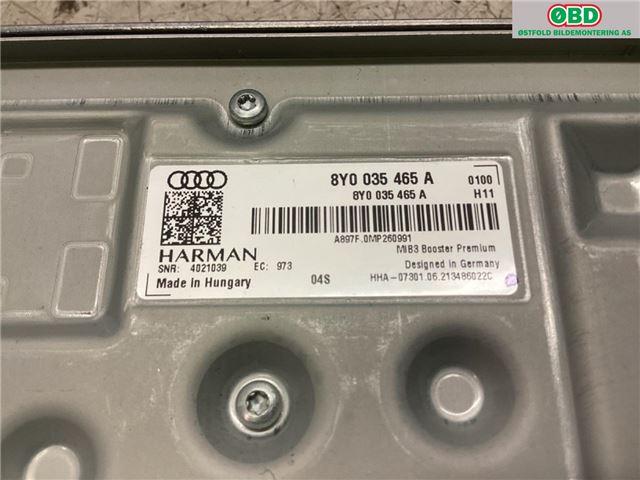 ØBD
ØSTFOLD BILDEMONTERING AS
8Y0 035 465 A 0100
8Y0 035 465 A H11
A897F.0MP260991
HARMAN MIB3 Booster Premium
SNR: 4021039 EC: 973 Designed in Germany
Made in Hungary 04S HHA-07301.06.213486022C